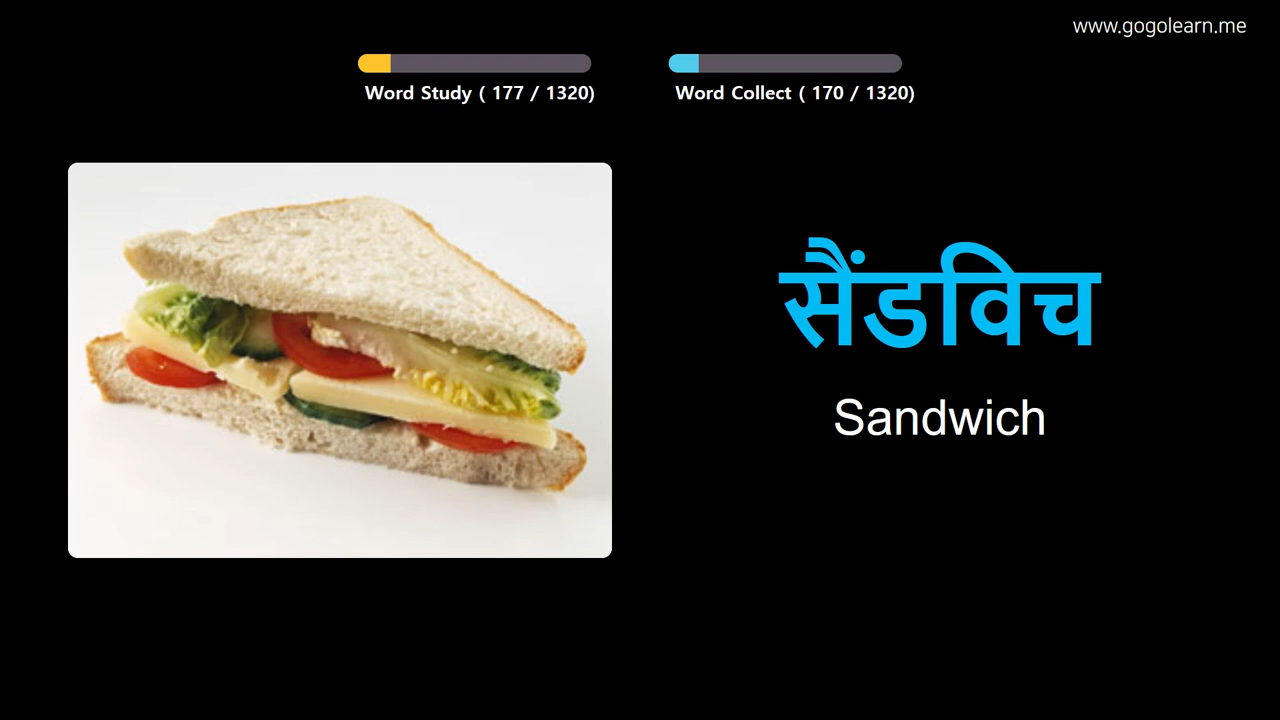 www.gogolearn.me
Word Study ( 177 / 1320)
Word Collect ( 170 / 1320)
सैंडविच
Sandwich